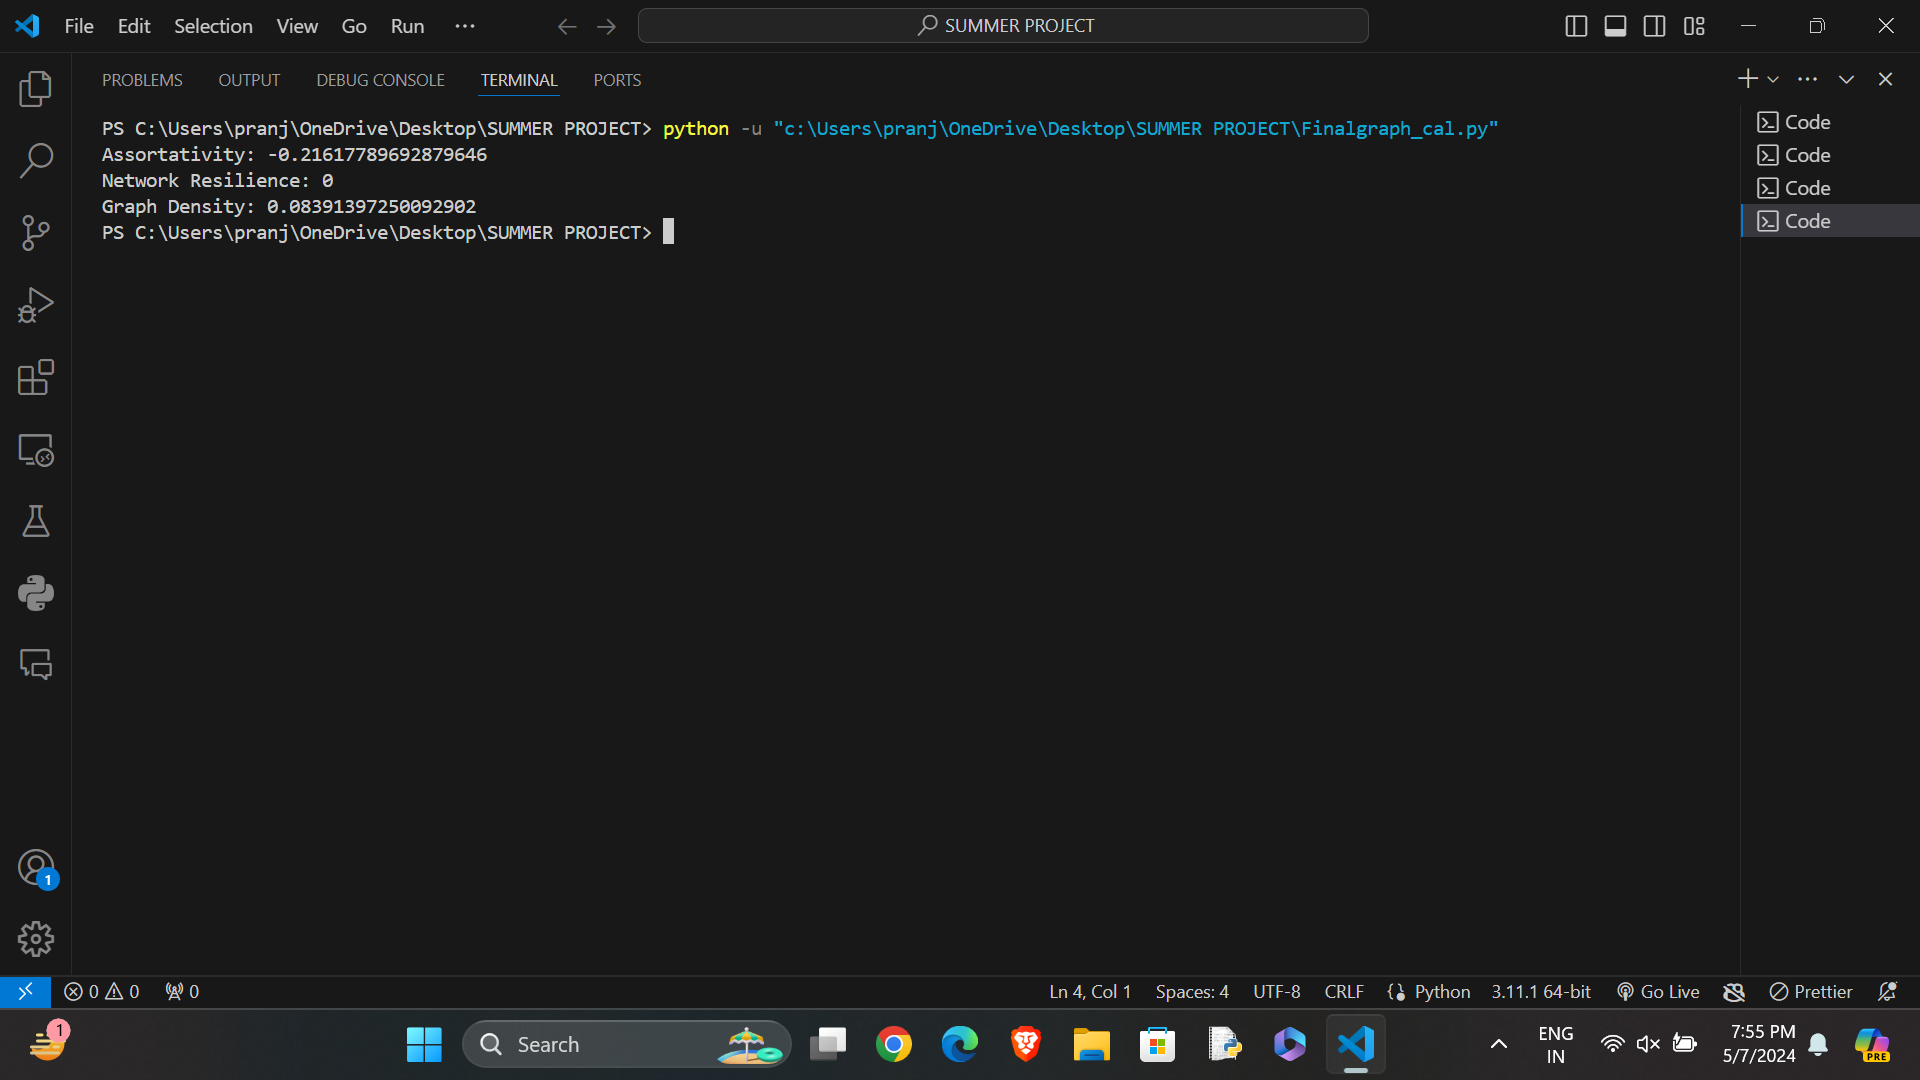 File Edit Selection View Go Run ··· SUMMER PROJECT
PROBLEMS OUTPUT DEBUG CONSOLE TERMINAL PORTS
PS C:\Users\pranj\OneDrive\Desktop\SUMMER PROJECT> python -u "c:\Users\pranj\OneDrive\Desktop\SUMMER PROJECT\Finalgraph_cal.py"
Assortativity: -0.21617789692879646
Network Resilience: 0
Graph Density: 0.08391397250092902
PS C:\Users\pranj\OneDrive\Desktop\SUMMER PROJECT>
Code
Code
Code
Code
1
0 0 0 Ln 4, Col 1 Spaces: 4 UTF-8 CRLF {} Python 3.11.1 64-bit Go Live Prettier
1 Search ENG 7:55 PM
IN 5/7/2024 PRE